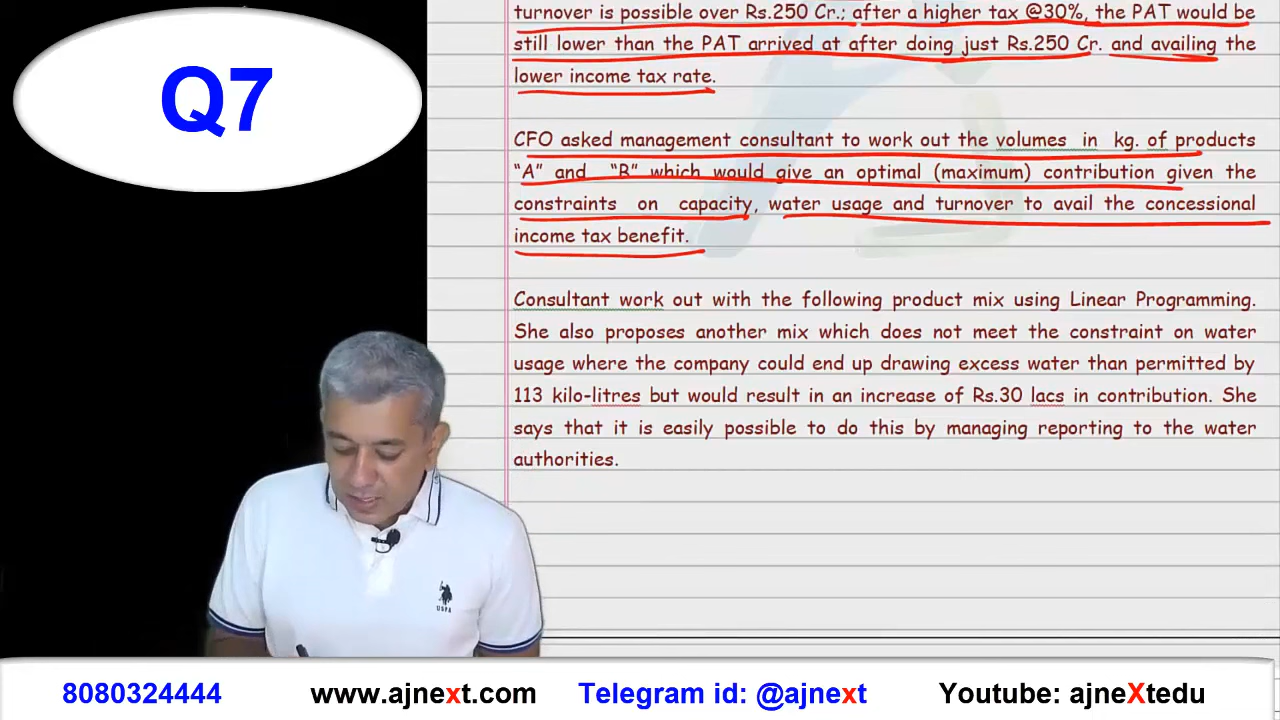 Q7
turnover is possible over Rs.250 Cr.; after a higher tax @30%, the PAT would be
still lower than the PAT arrived at after doing just Rs.250 Cr. and availing the
lower income tax rate.
CFO asked management consultant to work out the volumes in kg. of products
“A” and “B” which would give an optimal (maximum) contribution given the
constraints on capacity, water usage and turnover to avail the concessional
income tax benefit.
Consultant work out with the following product mix using Linear Programming.
She also proposes another mix which does not meet the constraint on water
usage where the company could end up drawing excess water than permitted by
113 kilo-litres but would result in an increase of Rs.30 lacs in contribution. She
says that it is easily possible to do this by managing reporting to the water
authorities.
USPA
8080324444 www.ajnext.com Telegram id: @ajnext Youtube: ajneXtedu